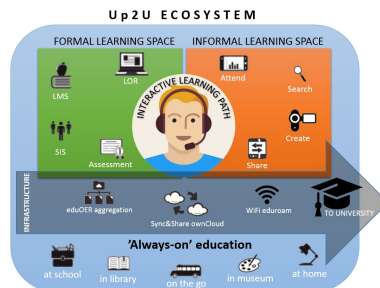 Up2U ECOSYSTEM
FORMAL LEARNING SPACE
INFORMAL LEARNING SPACE
LMS
LOR
SIS
Assessment
INTERACTIVE LEARNING PATH
Attend
Search
Create
Share
INFRASTRUCTURE
eduOER aggregation
Sync&Share ownCloud
WiFi eduroam
TO UNIVERSITY
'Always-on' education
at school
in library
on the go
in museum
at home